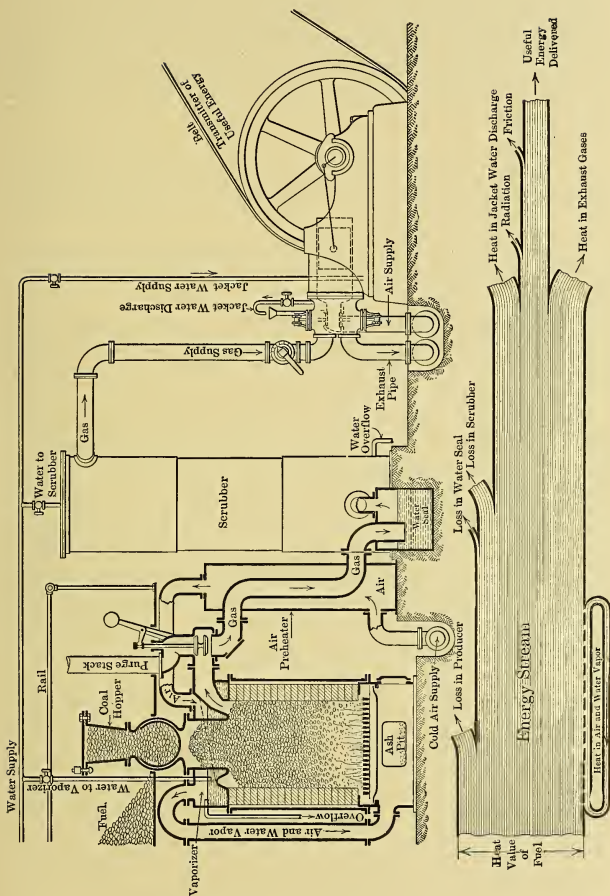 Water Supply
Rail
Water to
Scrubber
Fuel
Coal
Hopper
Purge Stack
Water to Vaporizer
Vaporizer
Air and Water Vapor
Overflow
Air
Ash
Pit
Gas
Air
Preheater
Air
Cold Air Supply
Gas
Scrubber
Water
Seal
Water
Overflow
Gas
Gas Supply
Jacket Water Supply
Jacket Water Discharge
Exhaust
Pipe
Air Supply
Belt
Transmitter of
Useful Energy
Heat
Value
of
Fuel
Loss in Producer
Energy Stream
Heat in Air and Water Vapor
Loss in Water Seal
Loss in Scrubber
Heat in Jacket Water Discharge
Radiation
Friction
Useful
Energy
Delivered
Heat in Exhaust Gases